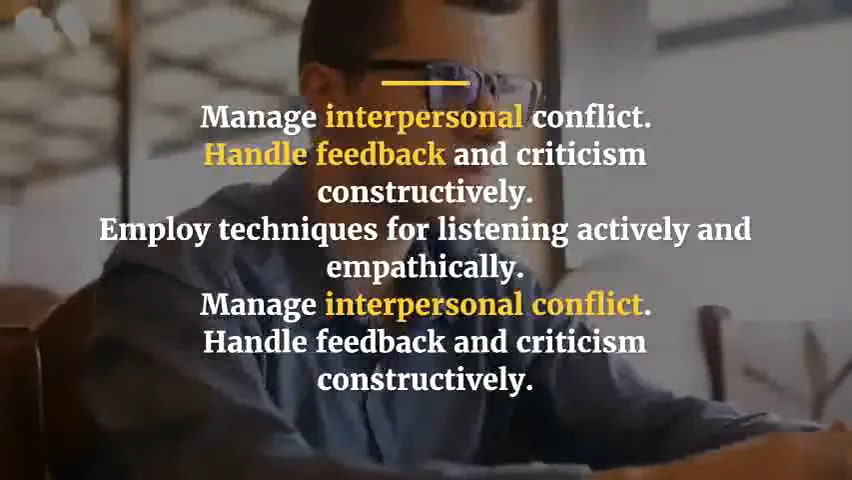 Manage interpersonal conflict.
Handle feedback and criticism
constructively.
Employ techniques for listening actively and
empathically.
Manage interpersonal conflict.
Handle feedback and criticism
constructively.